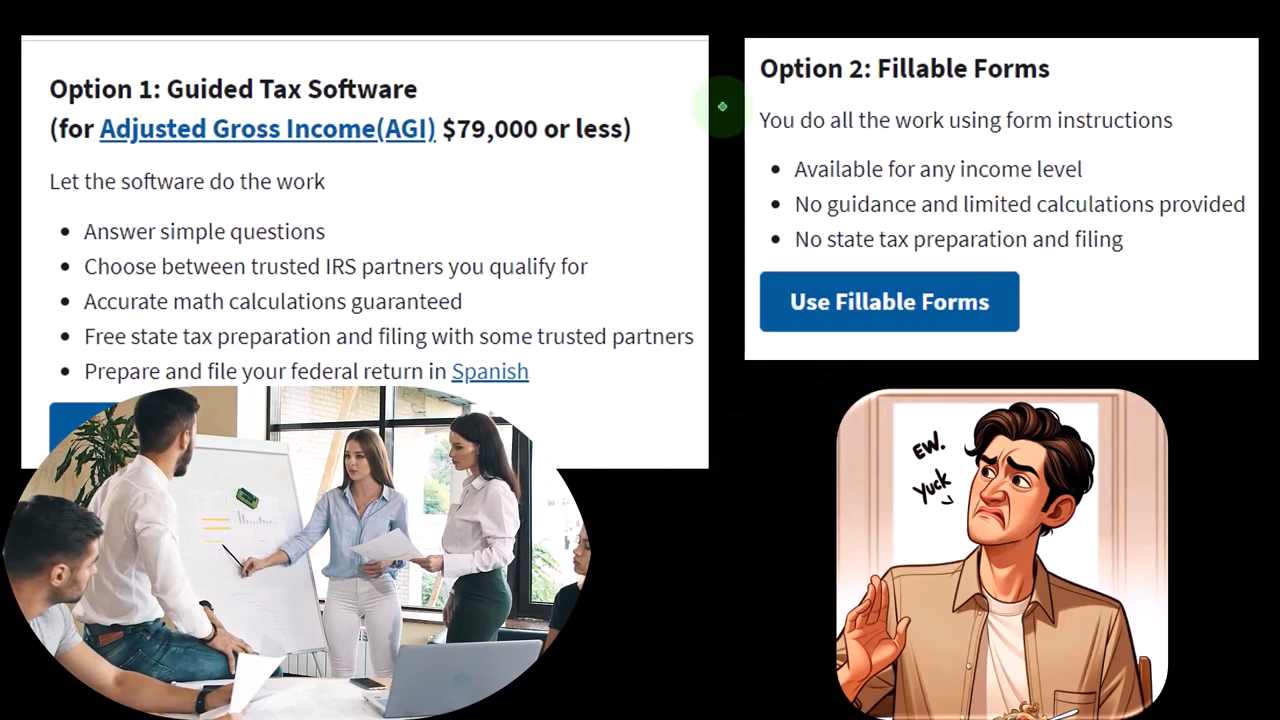 Option 1: Guided Tax Software
(for Adjusted Gross Income(AGI) $79,000 or less)
Let the software do the work
Answer simple questions
Choose between trusted IRS partners you qualify for
Accurate math calculations guaranteed
Free state tax preparation and filing with some trusted partners
Prepare and file your federal return in Spanish
Option 2: Fillable Forms
You do all the work using form instructions
Available for any income level
No guidance and limited calculations provided
No state tax preparation and filing
Use Fillable Forms
EW.
YUCK